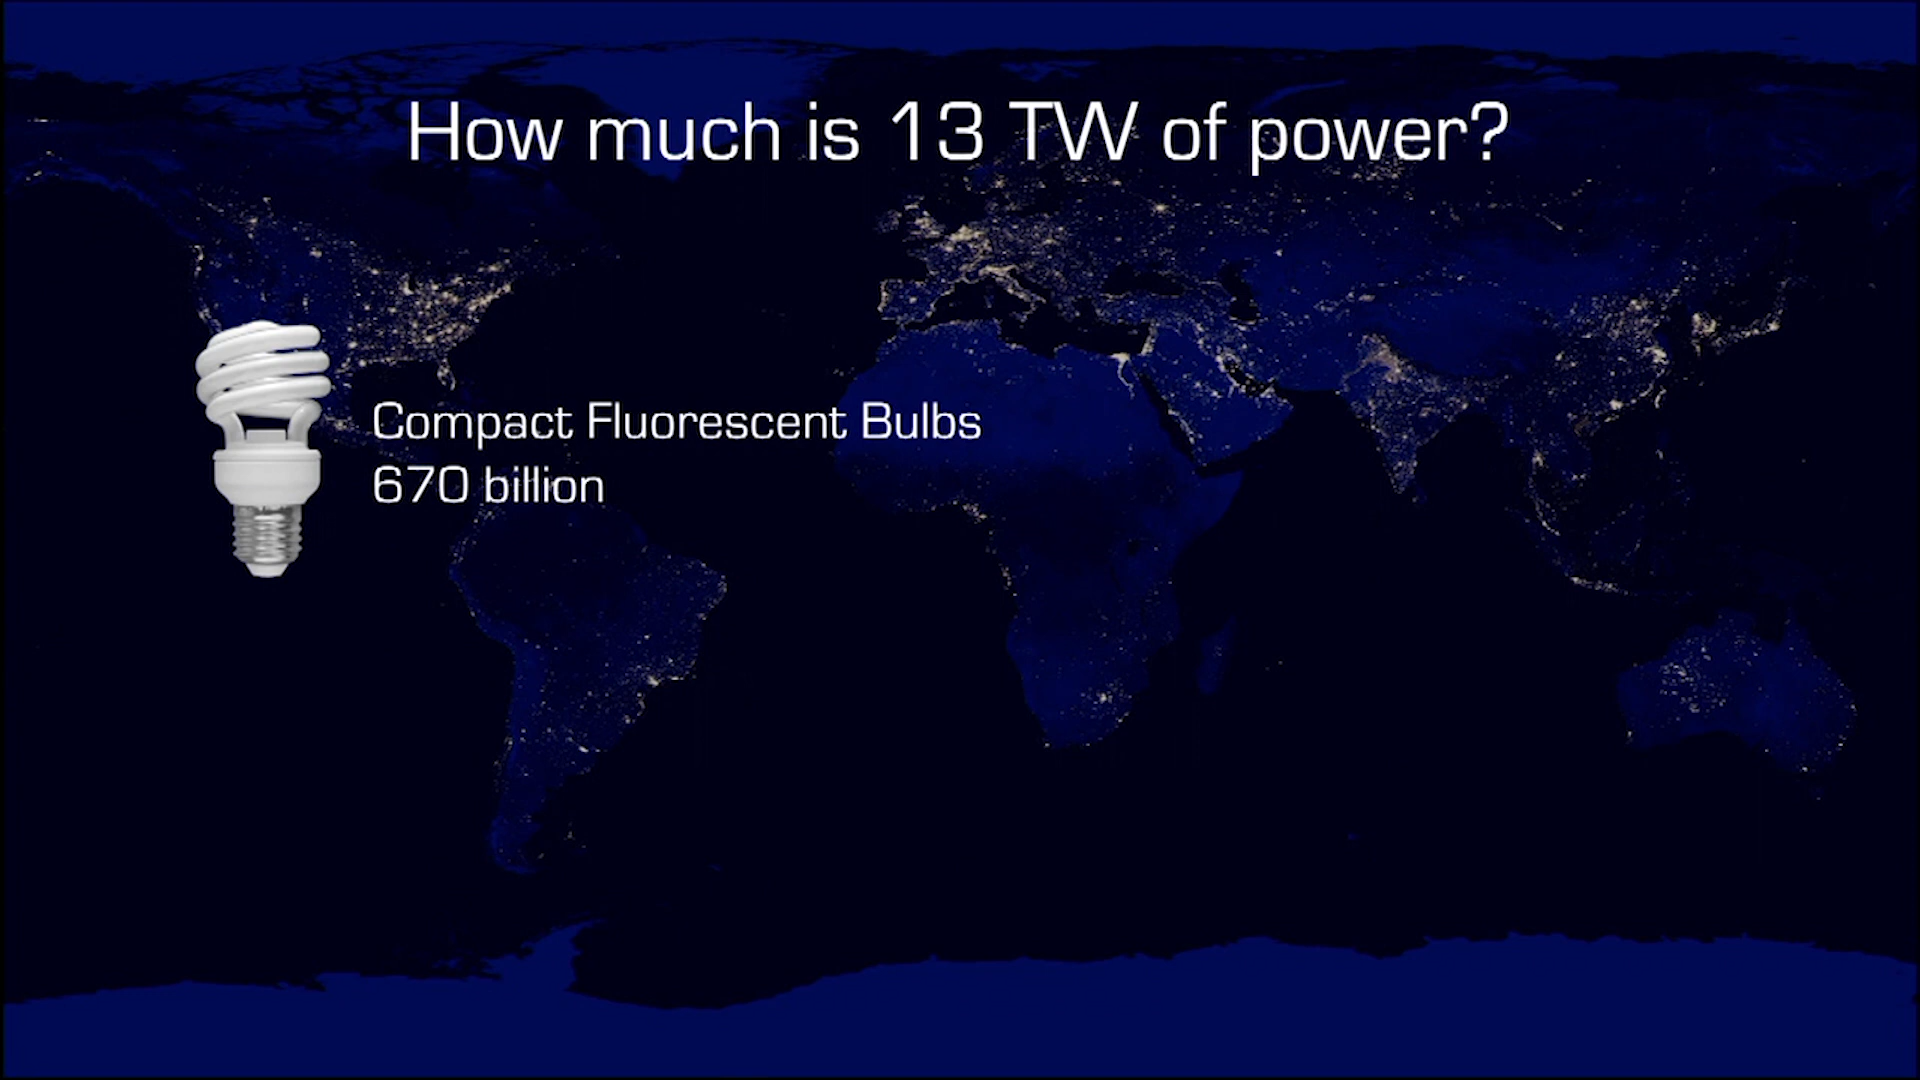 How much is 13 TW of power?
Compact Fluorescent Bulbs
670 billion